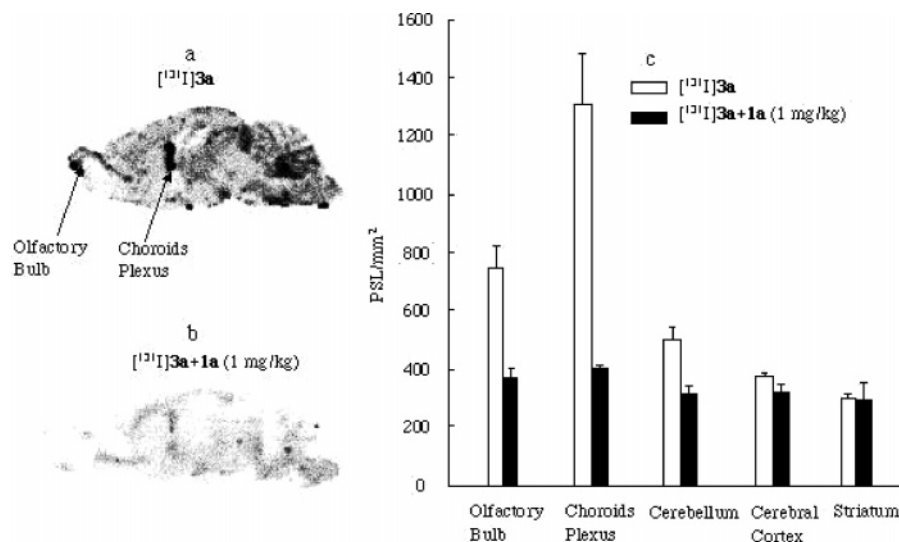 a
[¹³¹I]3a
Olfactory
Bulb
Choroids
Plexus
b
[¹³¹I]3a+1a (1 mg/kg)
c
[¹³¹I]3a
[¹³¹I]3a+1a (1 mg/kg)
PSL/mm²
1600
1400
1200
1000
800
600
400
200
0
Olfactory
Bulb
Choroids
Plexus
Cerebellum
Cerebral
Cortex
Striatum